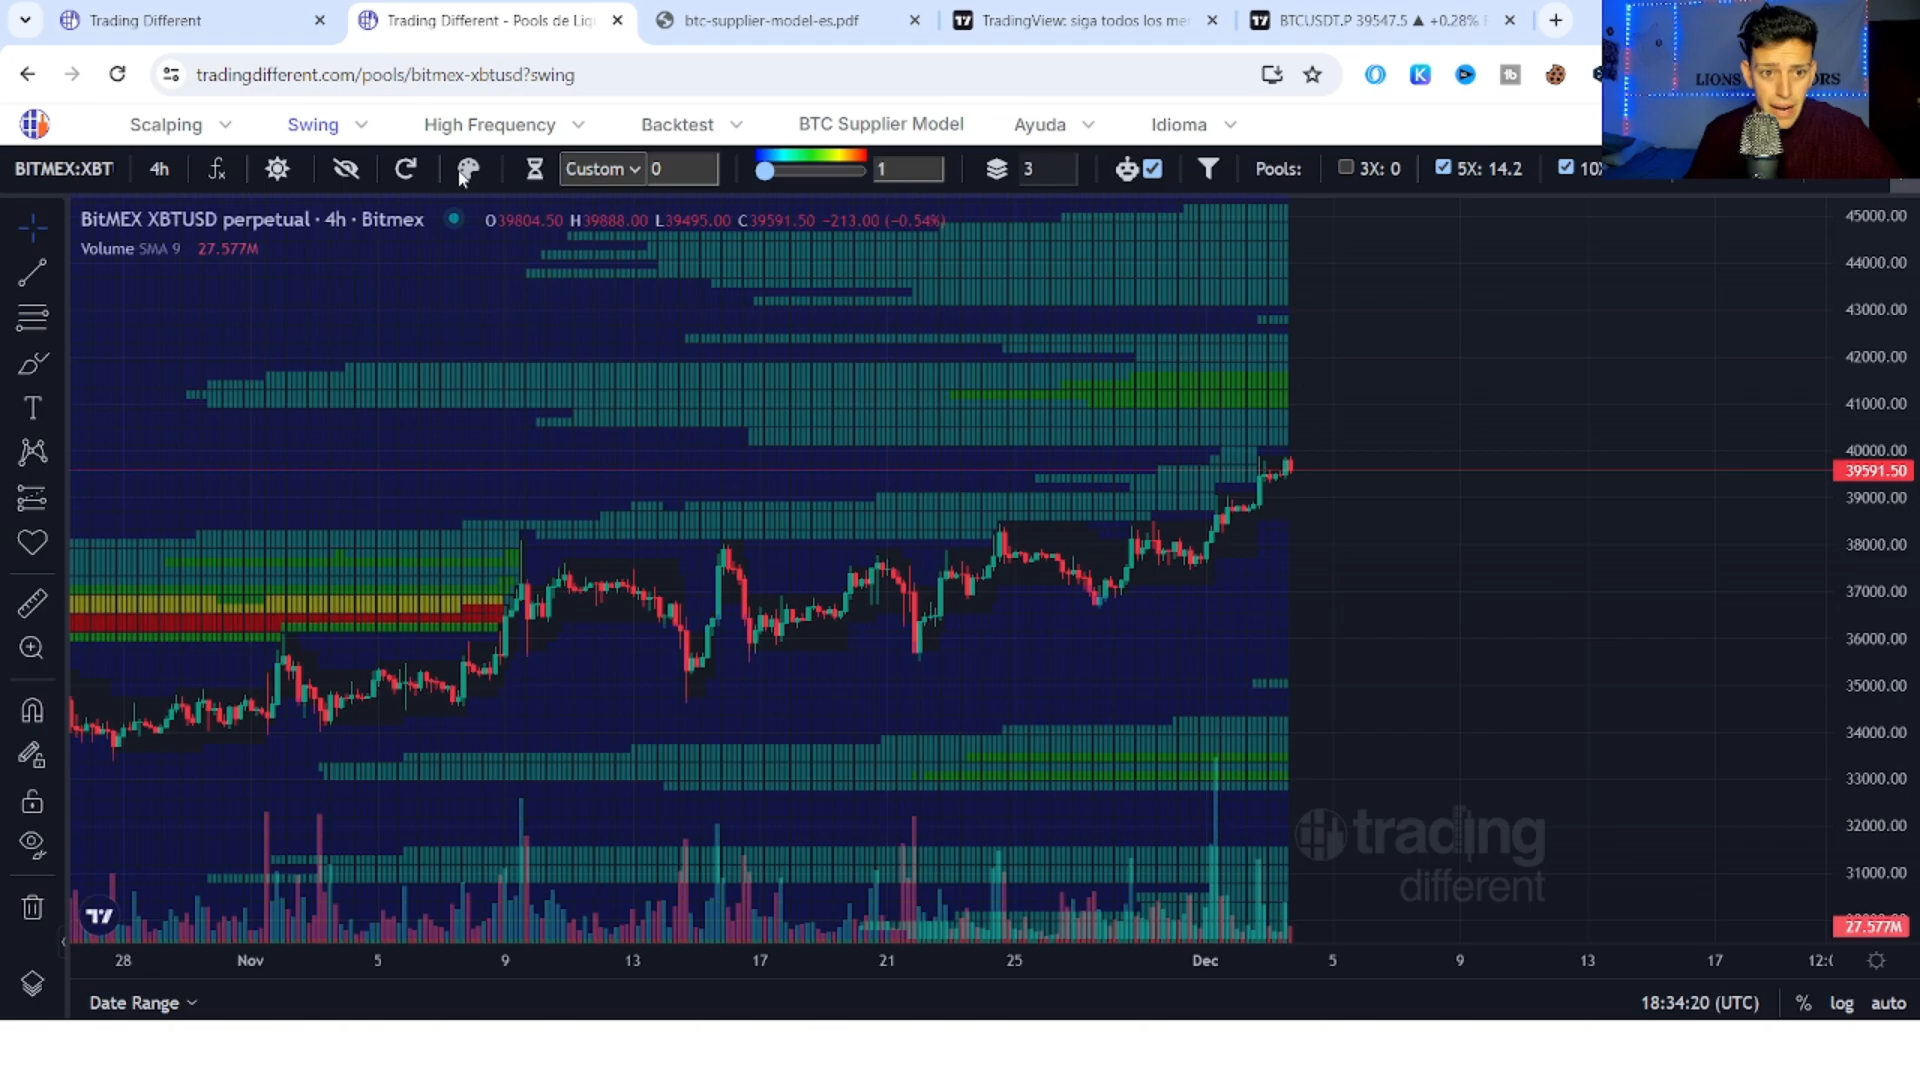 Trading Different
Trading Different - Pools de Liq
btc-supplier-model-es.pdf
TradingView: siga todos los me
BTCUSDT.P 39547.5 ▲ +0.28%
tradingdifferent.com/pools/bitmex-xbtusd?swing
LIONS
Scalping
Swing
High Frequency
Backtest
BTC Supplier Model
Ayuda
Idioma
BITMEX:XBT
4h
Custom
0
1
3
Pools:
3X: 0
5X: 14.2
10X
BitMEX XBTUSD perpetual · 4h · Bitmex
O39804.50 H39888.00 L39495.00 C39591.50 −213.00 (−0.54%)
Volume SMA 9 27.577M
45000.00
44000.00
43000.00
42000.00
41000.00
40000.00
39591.50
39000.00
38000.00
37000.00
36000.00
35000.00
34000.00
33000.00
32000.00
31000.00
27.577M
trading
different
28
Nov
5
9
13
17
21
25
Dec
5
9
13
17
Date Range
18:34:20 (UTC)
%
log
auto